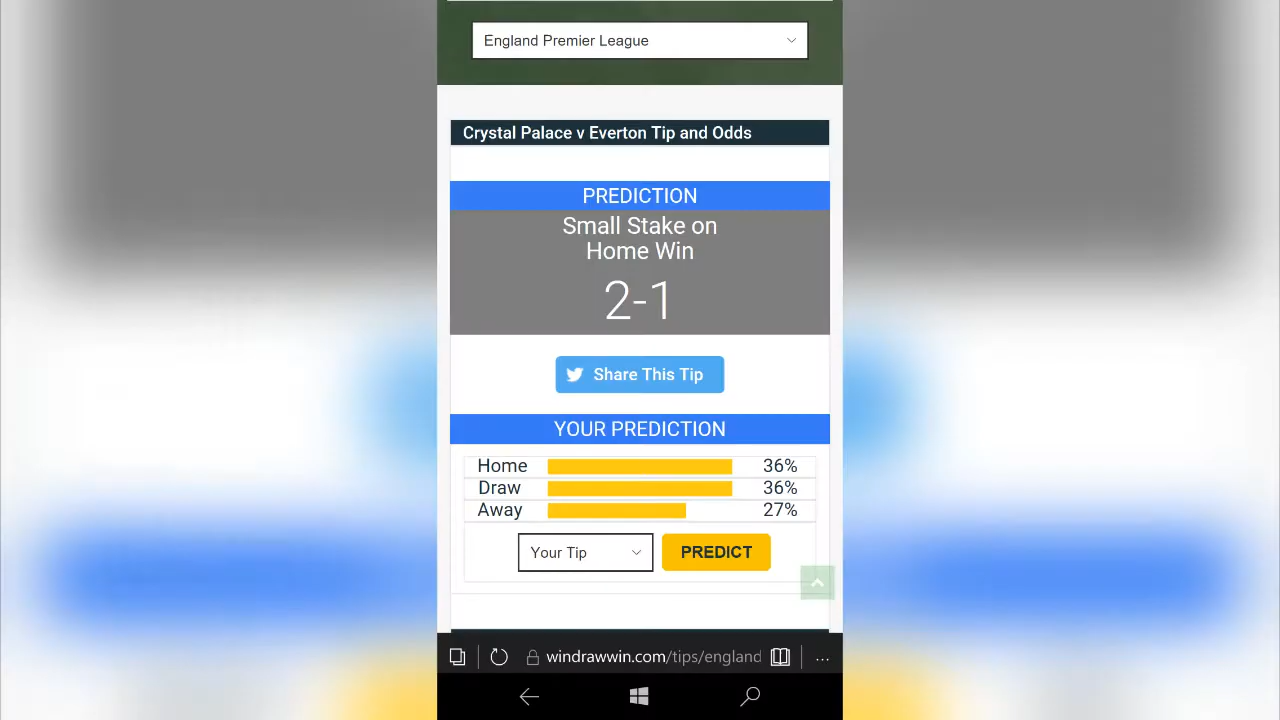 England Premier League
Crystal Palace v Everton Tip and Odds
PREDICTION
Small Stake on
Home Win
2-1
Share This Tip
YOUR PREDICTION
Home 36%
Draw 36%
Away 27%
Your Tip PREDICT
windrawwin.com/tips/england
...